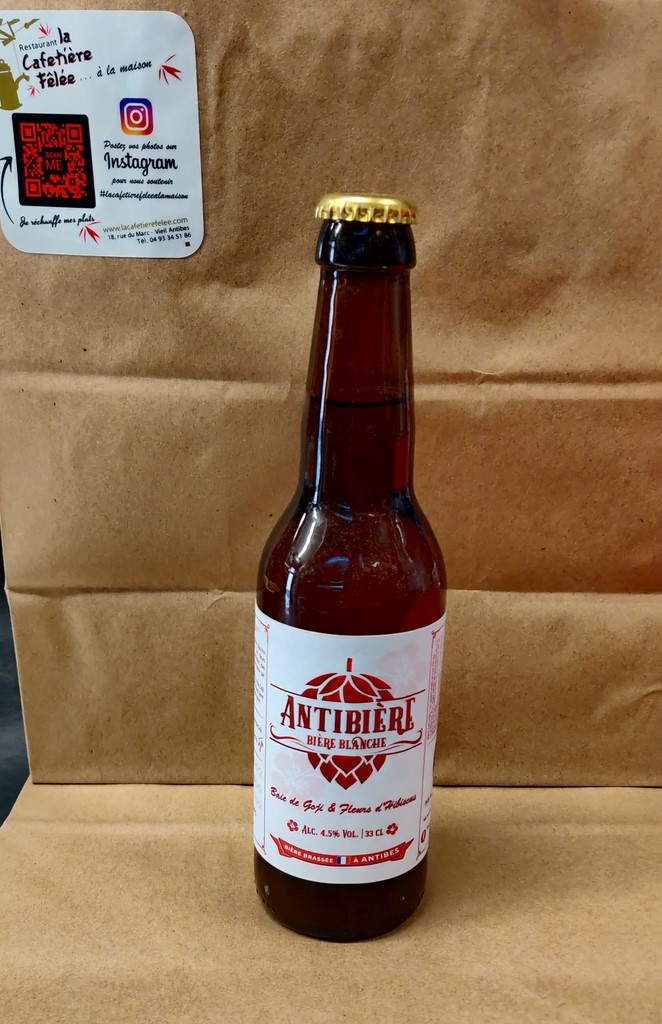 Restaurant la
Cafetière
Fêlée... à la maison
SCAN
ME
Postez vos photos sur
Instagram
pour nous soutenir
#lacafetierefeleealamaison
Je réchauffe mes plats
www.lacafetierefelee.com
18, rue du Marc - Vieil Antibes
Tél. 04 93 34 51 86
ANTIBIÈRE
BIÈRE BLANCHE
Baie de Goji & Fleurs d'Hibiscus
ALC. 4.5% VOL. | 33 CL
BIÈRE BRASSÉE À ANTIBES